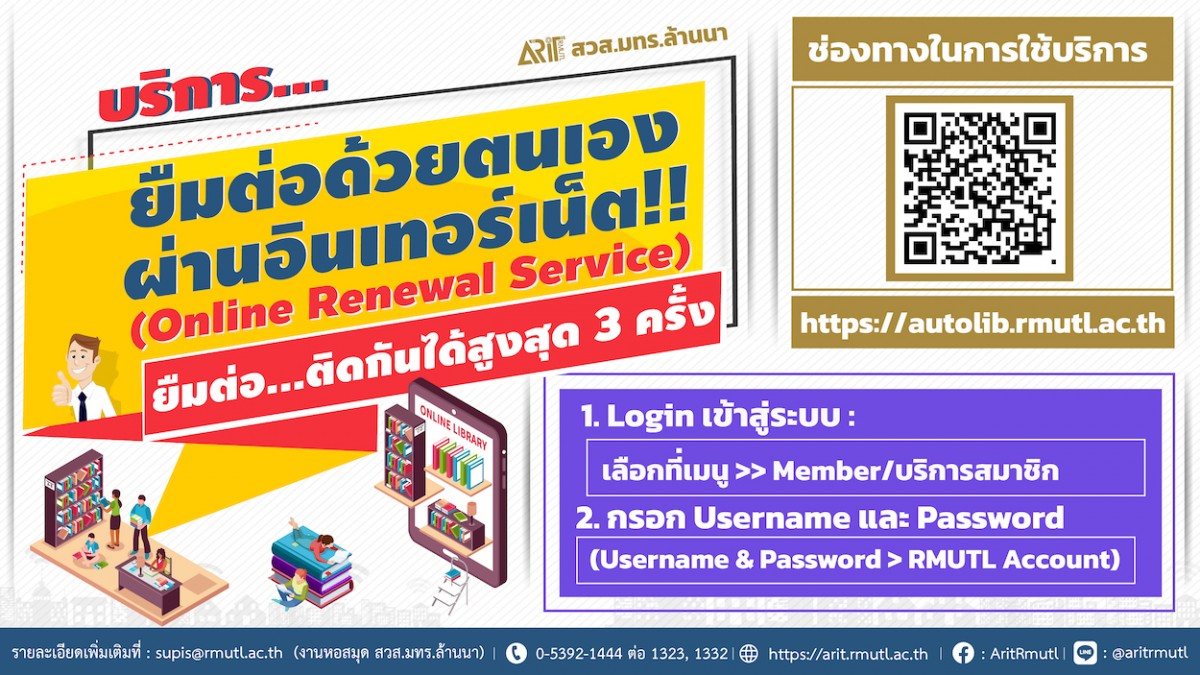 ARIT สวส.มทร.ล้านนา
บริการ...
ยืมต่อด้วยตนเอง
ผ่านอินเทอร์เน็ต!!
(Online Renewal Service)
ยืมต่อ...ติดกันได้สูงสุด 3 ครั้ง
ONLINE LIBRARY
ช่องทางในการใช้บริการ
https://autolib.rmutl.ac.th
1. Login เข้าสู่ระบบ :
เลือกที่เมนู >> Member/บริการสมาชิก
2. กรอก Username และ Password
(Username & Password > RMUTL Account)
รายละเอียดเพิ่มเติมที่ : supis@rmutl.ac.th (งานหอสมุด สวส.มทร.ล้านนา) | 0-5392-1444 ต่อ 1323, 1332 | https://arit.rmutl.ac.th | : AritRmutl | LINE : @aritrmutl